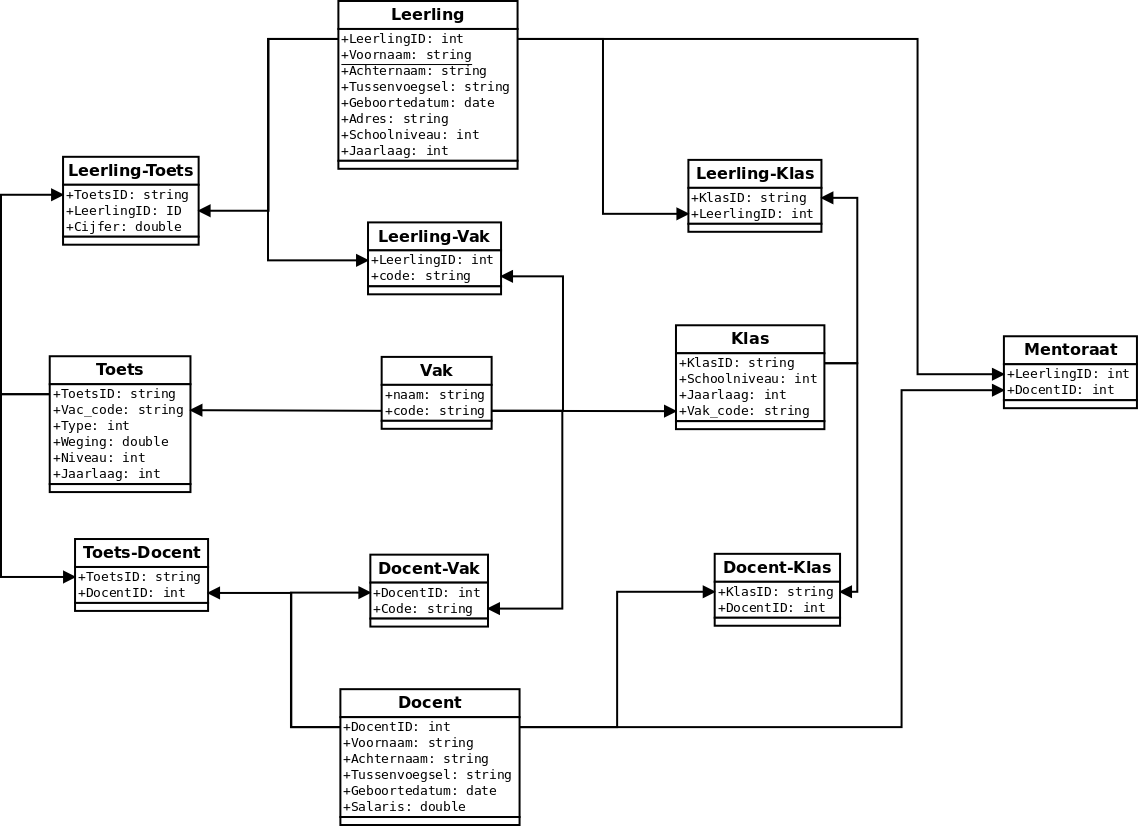 Leerling
+LeerlingID: int
+Voornaam: string
+Achternaam: string
+Tussenvoegsel: string
+Geboortedatum: date
+Adres: string
+Schoolniveau: int
+Jaarlaag: int
Leerling-Toets
+ToetsID: string
+LeerlingID: ID
+Cijfer: double
Leerling-Klas
+KlasID: string
+LeerlingID: int
Leerling-Vak
+LeerlingID: int
+code: string
Toets
+ToetsID: string
+Vac_code: string
+Type: int
+Weging: double
+Niveau: int
+Jaarlaag: int
Vak
+naam: string
+code: string
Klas
+KlasID: string
+Schoolniveau: int
+Jaarlaag: int
+Vak_code: string
Mentoraat
+LeerlingID: int
+DocentID: int
Toets-Docent
+ToetsID: string
+DocentID: int
Docent-Vak
+DocentID: int
+Code: string
Docent-Klas
+KlasID: string
+DocentID: int
Docent
+DocentID: int
+Voornaam: string
+Achternaam: string
+Tussenvoegsel: string
+Geboortedatum: date
+Salaris: double